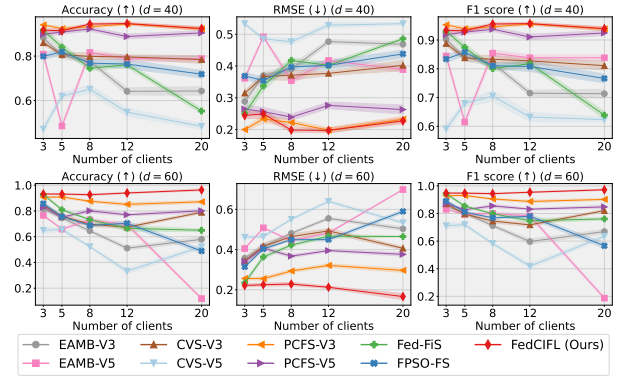 Accuracy (↑) (d = 40)
RMSE (↓) (d = 40)
F1 score (↑) (d = 40)
0.8
0.6
3 5 8 12 20
Number of clients
0.5
0.4
0.3
0.2
3 5 8 12 20
Number of clients
0.9
0.8
0.7
0.6
3 5 8 12 20
Number of clients
Accuracy (↑) (d = 60)
RMSE (↓) (d = 60)
F1 score (↑) (d = 60)
1.0
0.8
0.6
0.4
0.2
3 5 8 12 20
Number of clients
0.6
0.4
0.2
3 5 8 12 20
Number of clients
1.0
0.8
0.6
0.4
0.2
3 5 8 12 20
Number of clients
EAMB-V3 CVS-V3 PCFS-V3 Fed-FiS FedCIFL (Ours)
EAMB-V5 CVS-V5 PCFS-V5 FPSO-FS